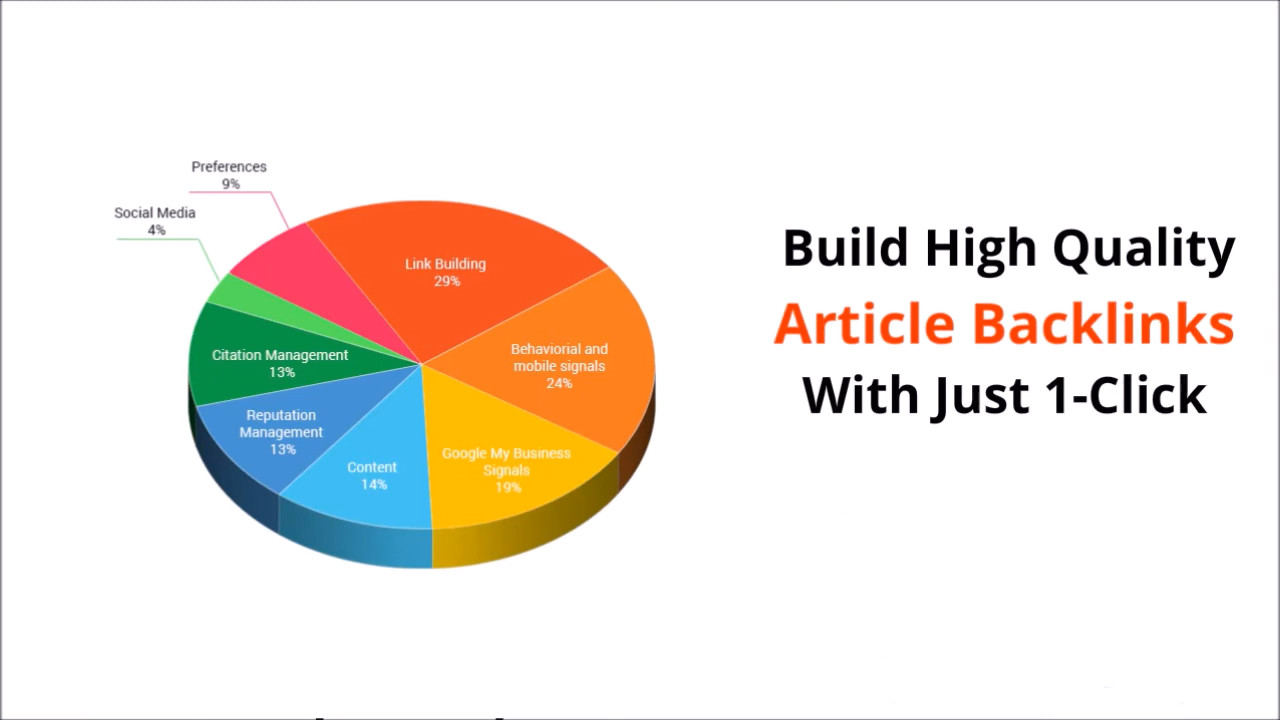 Preferences
9%
Social Media
4%
Link Building
29%
Behaviorial and
mobile signals
24%
Citation Management
13%
Reputation
Management
13%
Content
14%
Google My Business
Signals
19%
Build High Quality
Article Backlinks
With Just 1-Click